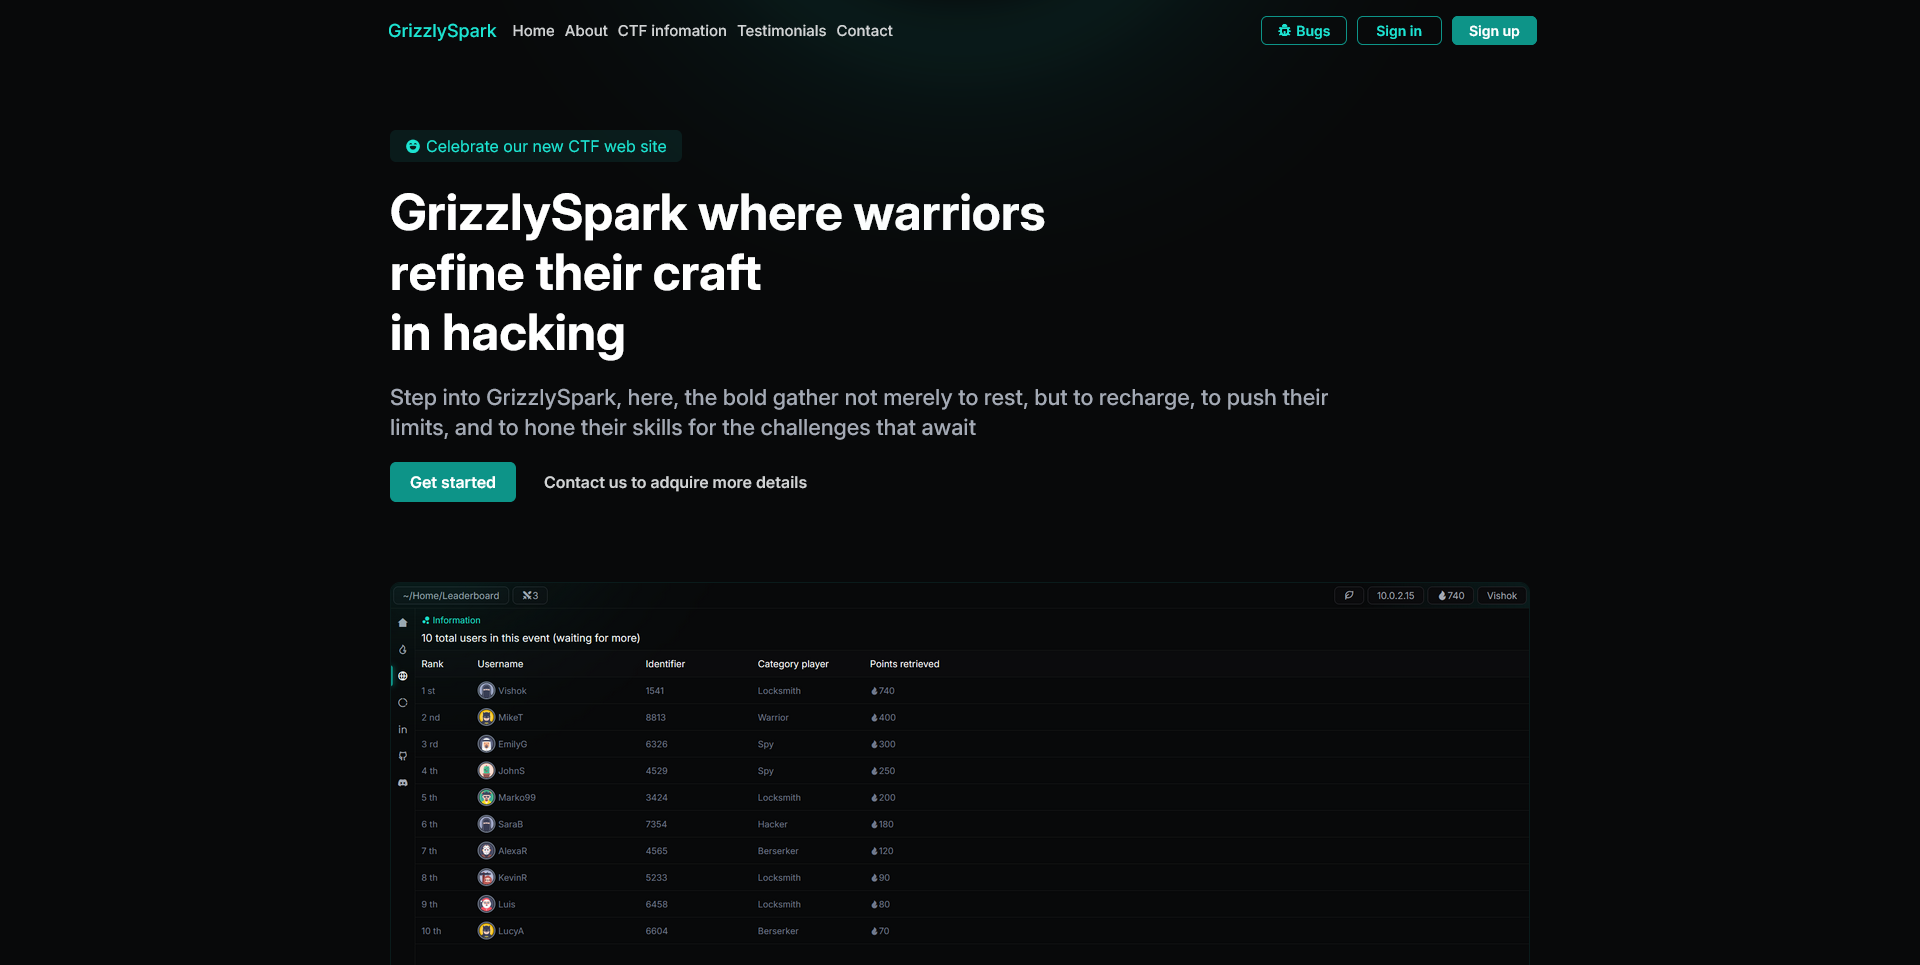 GrizzlySpark Home About CTF infomation Testimonials Contact Bugs Sign in Sign up
Celebrate our new CTF web site
GrizzlySpark where warriors
refine their craft
in hacking
Step into GrizzlySpark, here, the bold gather not merely to rest, but to recharge, to push their
limits, and to hone their skills for the challenges that await
Get started Contact us to adquire more details
~/Home/Leaderboard 3 10.0.2.15 740 Vishok
Information
10 total users in this event (waiting for more)
Rank Username Identifier Category player Points retrieved
1 st Vishok 1541 Locksmith 740
2 nd MikeT 8813 Warrior 400
3 rd EmilyG 6326 Spy 300
4 th JohnS 4529 Spy 250
5 th Marko99 3424 Locksmith 200
6 th SaraB 7354 Hacker 180
7 th AlexaR 4565 Berserker 120
8 th KevinR 5233 Locksmith 90
9 th Luis 6458 Locksmith 80
10 th LucyA 6604 Berserker 70